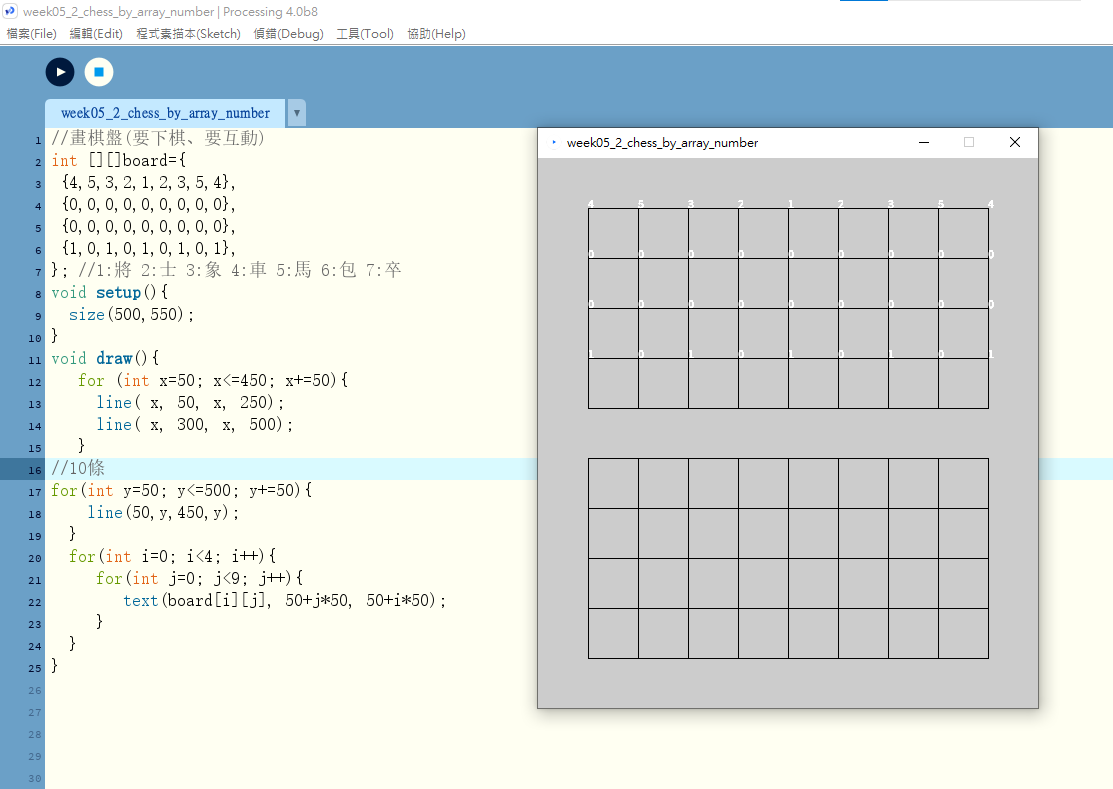 week05_2_chess_by_array_number | Processing 4.0b8
檔案(File) 編輯(Edit) 程式素描本(Sketch) 偵錯(Debug) 工具(Tool) 協助(Help)
week05_2_chess_by_array_number
1 //畫棋盤(要下棋、要互動)
2 int [][]board={
3 {4,5,3,2,1,2,3,5,4},
4 {0,0,0,0,0,0,0,0,0},
5 {0,0,0,0,0,0,0,0,0},
6 {1,0,1,0,1,0,1,0,1},
7 }; //1:將 2:士 3:象 4:車 5:馬 6:包 7:卒
8 void setup(){
9 size(500,550);
10 }
11 void draw(){
12 for (int x=50; x<=450; x+=50){
13 line( x, 50, x, 250);
14 line( x, 300, x, 500);
15 }
16 //10條
17 for(int y=50; y<=500; y+=50){
18 line(50,y,450,y);
19 }
20 for(int i=0; i<4; i++){
21 for(int j=0; j<9; j++){
22 text(board[i][j], 50+j*50, 50+i*50);
23 }
24 }
25 }
26
27
28
29
30
week05_2_chess_by_array_number
4 5 3 2 1 2 3 5 4
0 0 0 0 0 0 0 0 0
0 0 0 0 0 0 0 0 0
1 0 1 0 1 0 1 0 1